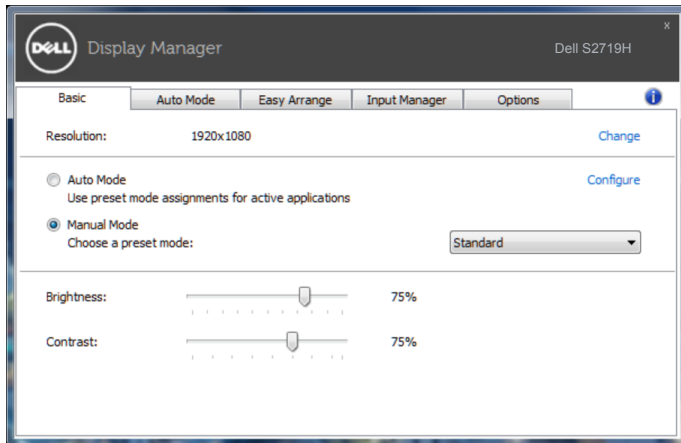 DELL Display Manager Dell S2719H x
Basic Auto Mode Easy Arrange Input Manager Options i
Resolution: 1920x1080 Change
Auto Mode Configure
Use preset mode assignments for active applications
Manual Mode
Choose a preset mode: Standard
Brightness: 75%
Contrast: 75%